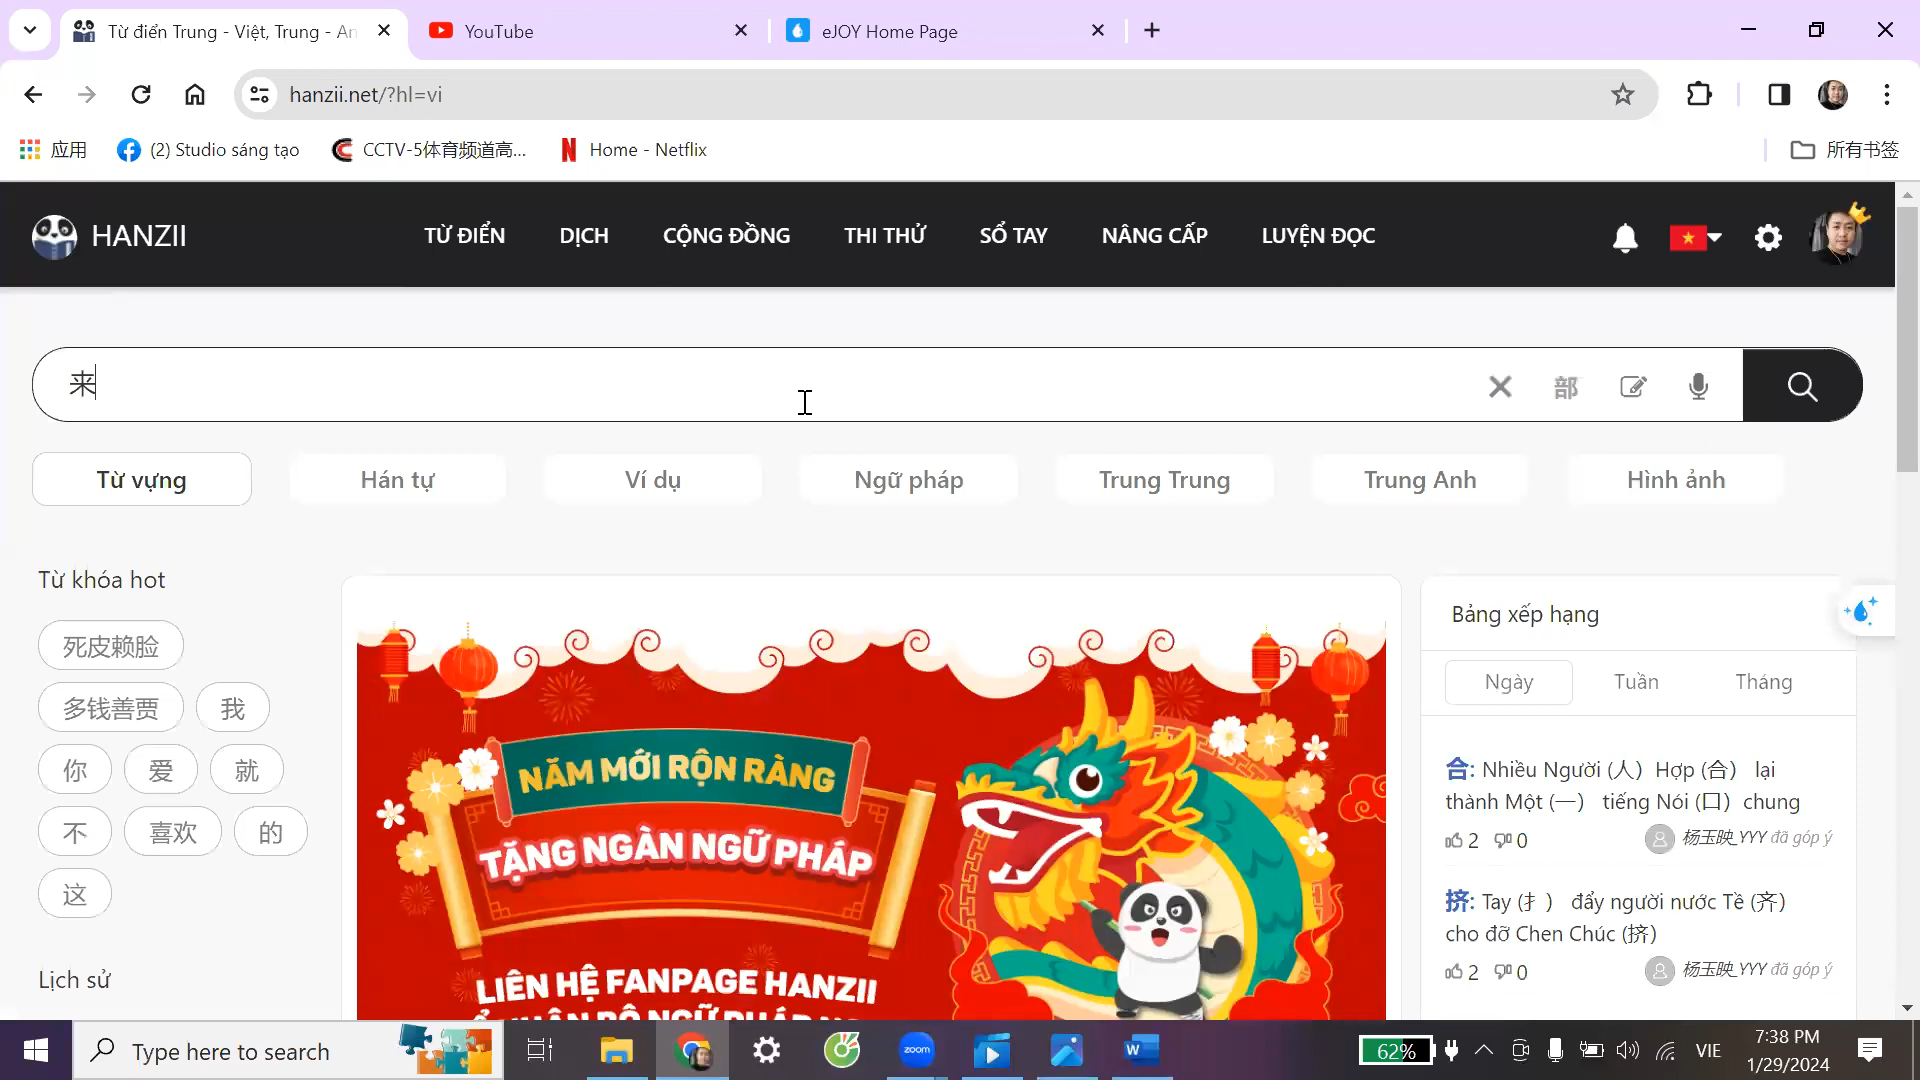 Từ điển Trung - Việt, Trung - An
YouTube
eJOY Home Page
hanzii.net/?hl=vi
应用
(2) Studio sáng tạo
CCTV-5体育频道高...
Home - Netflix
所有书签
HANZII
TỪ ĐIỂN
DỊCH
CỘNG ĐỒNG
THI THỬ
SỔ TAY
NÂNG CẤP
LUYỆN ĐỌC
来
部
Từ vựng
Hán tự
Ví dụ
Ngữ pháp
Trung Trung
Trung Anh
Hình ảnh
Từ khóa hot
死皮赖脸
多钱善贾
我
你
爱
就
不
喜欢
的
这
Lịch sử
NĂM MỚI RỘN RÀNG
TẶNG NGÀN NGỮ PHÁP
LIÊN HỆ FANPAGE HANZII
Bảng xếp hạng
Ngày
Tuần
Tháng
合: Nhiều Người (人) Hợp (合) lại
thành Một (一) tiếng Nói (口) chung
2
0
杨玉映_YYY đã góp ý
挤: Tay (扌) đẩy người nước Tề (齐)
cho đỡ Chen Chúc (挤)
2
0
杨玉映_YYY đã góp ý
Type here to search
zoom
W
62%
VIE
7:38 PM
1/29/2024